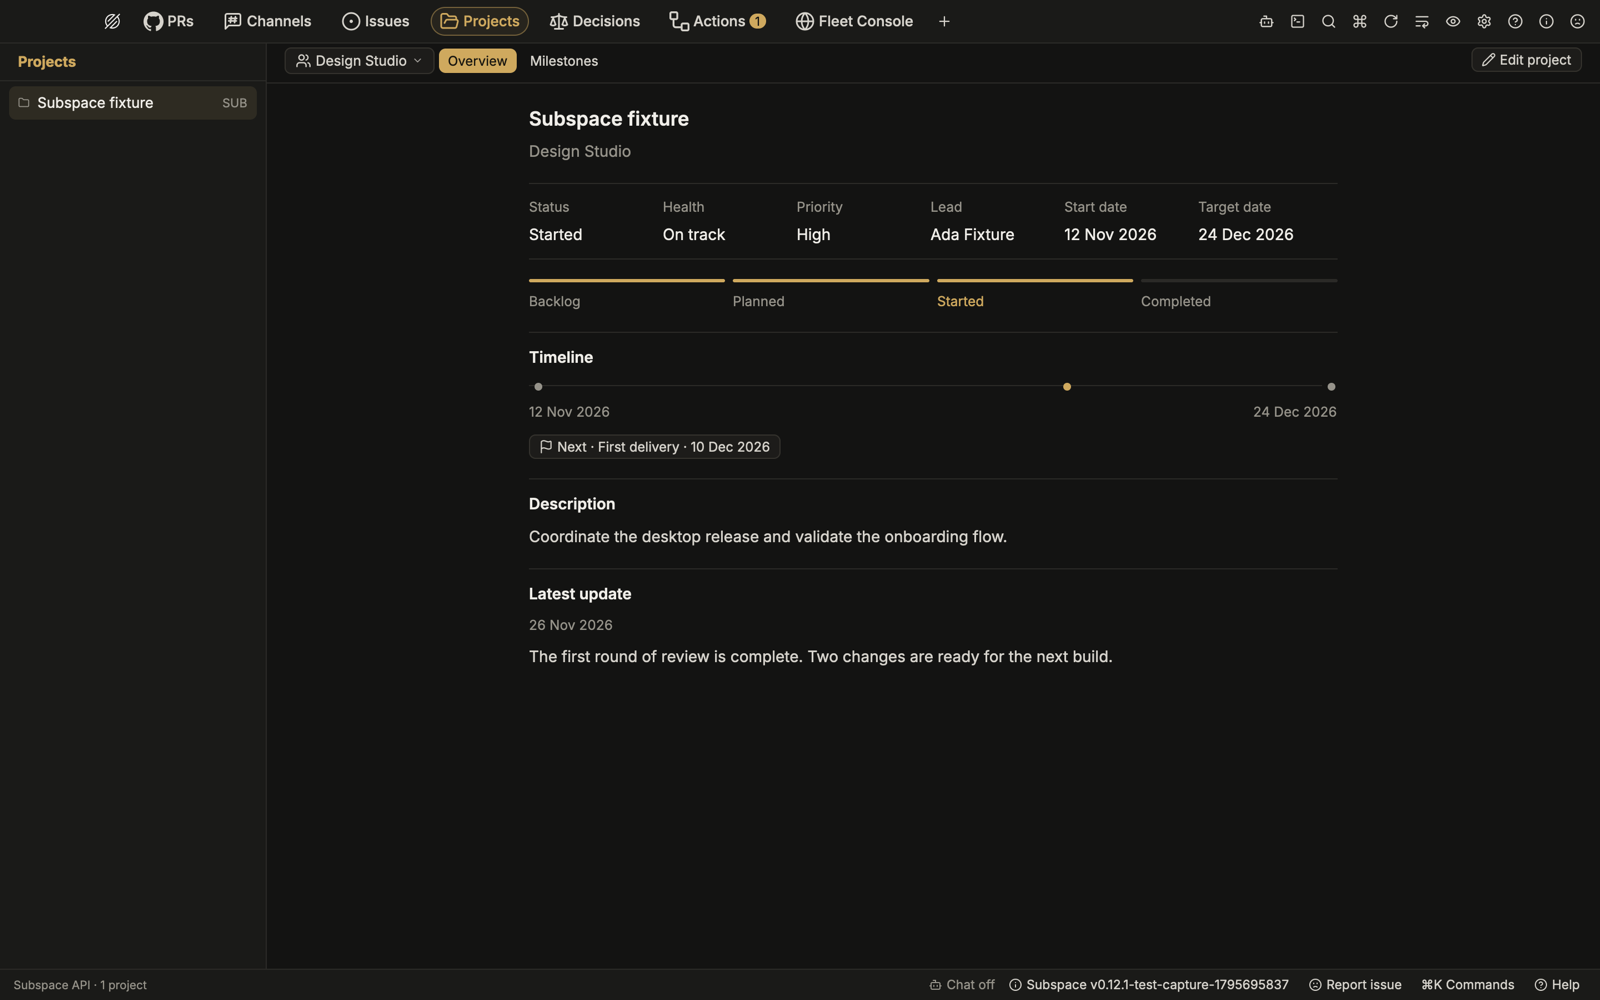 PRs
Channels
Issues
Projects
Decisions
Actions 1
Fleet Console
Projects
Subspace fixture SUB
Design Studio
Overview
Milestones
Edit project
Subspace fixture
Design Studio
Status Health Priority Lead Start date Target date
Started On track High Ada Fixture 12 Nov 2026 24 Dec 2026
Backlog Planned Started Completed
Timeline
12 Nov 2026 24 Dec 2026
Next · First delivery · 10 Dec 2026
Description
Coordinate the desktop release and validate the onboarding flow.
Latest update
26 Nov 2026
The first round of review is complete. Two changes are ready for the next build.
Subspace API · 1 project
Chat off
Subspace v0.12.1-test-capture-1795695837
Report issue
⌘K Commands
Help